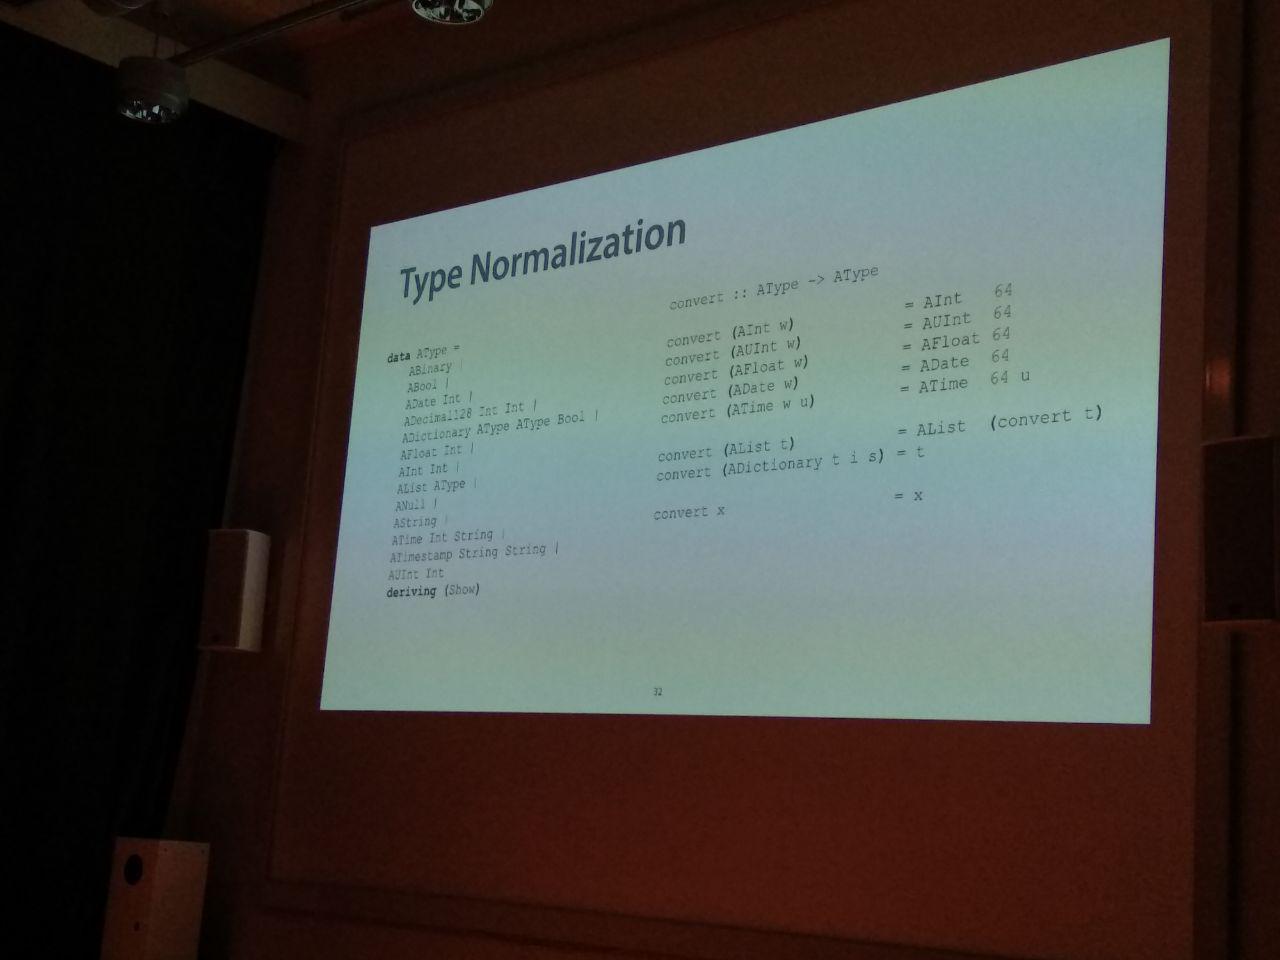 Type Normalization
data AType =
ABinary |
ABool |
ADate Int |
ADecimal128 Int Int |
ADictionary AType AType Bool |
AFloat Int |
AInt Int |
AList AType |
ANull |
AString |
ATime Int String |
ATimestamp String String |
AUInt Int
deriving (Show)
convert :: AType -> AType
convert (AInt w) = AInt 64
convert (AUInt w) = AUInt 64
convert (AFloat w) = AFloat 64
convert (ADate w) = ADate 64
convert (ATime w u) = ATime 64 u
convert (AList t) = AList (convert t)
convert (ADictionary t i s) = t
convert x = x
32